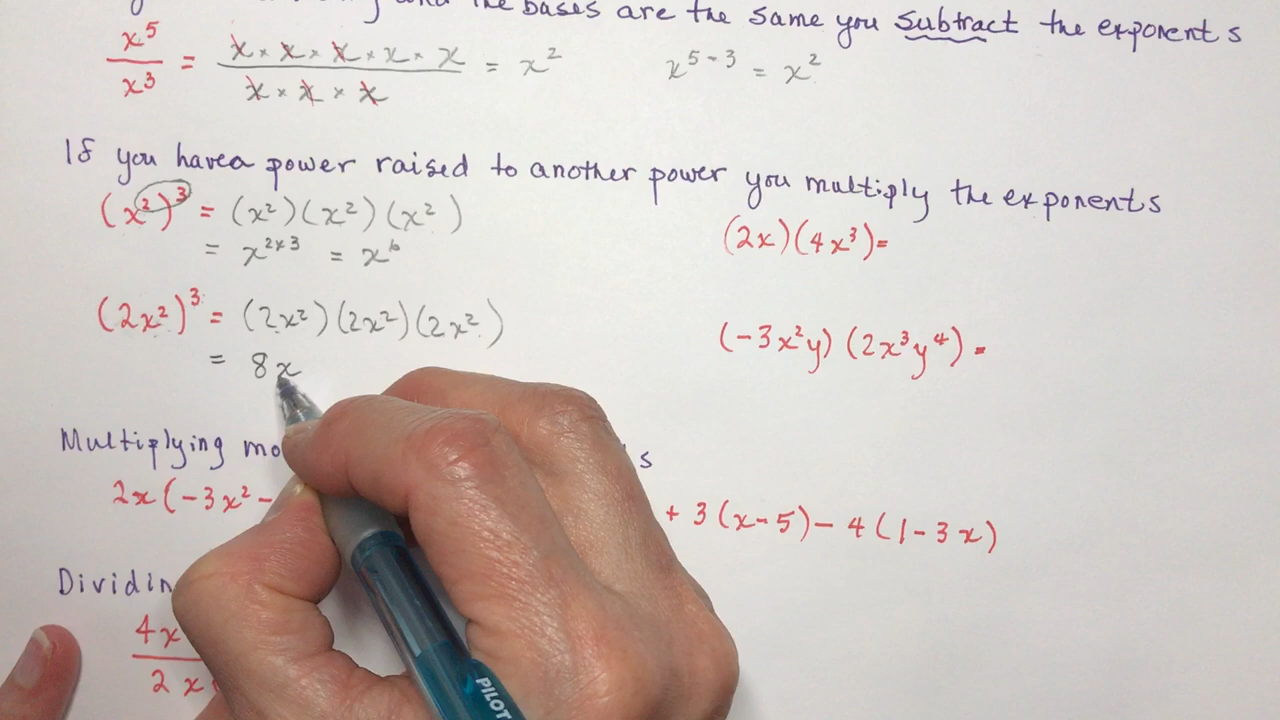 and the bases are the same you subtract the exponents
x⁵/x³ = x × x × x × x × x / x × x × x = x² x⁵⁻³ = x²
If you have a power raised to another power you multiply the exponents
(x²)³ = (x²)(x²)(x²)
= x²ˣ³ = x⁶
(2x)(4x³)=
(2x²)³ = (2x²)(2x²)(2x²)
= 8x
(-3x²y)(2x³y⁴) =
Multiplying
2x(-3x² -
+ 3(x-5) - 4(1-3x)
4x
2x
PILOT